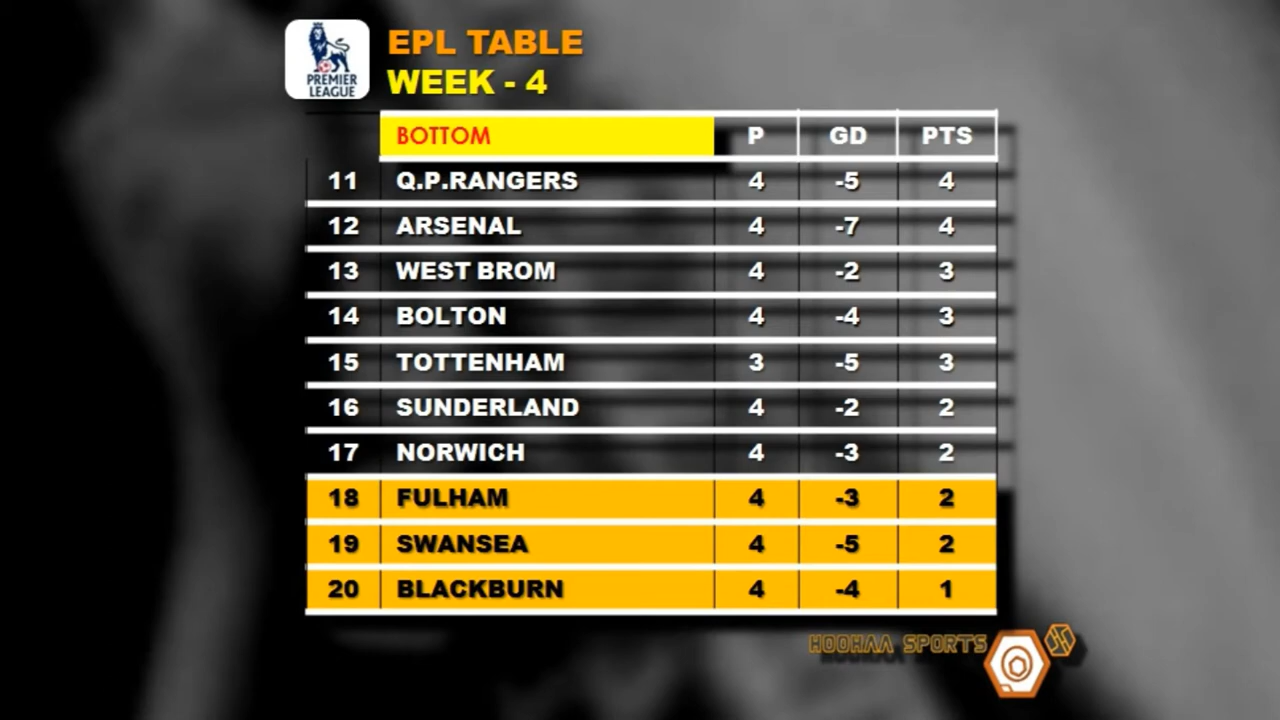 PREMIER
LEAGUE
EPL TABLE
WEEK - 4
BOTTOM P GD PTS
11 Q.P.RANGERS 4 -5 4
12 ARSENAL 4 -7 4
13 WEST BROM 4 -2 3
14 BOLTON 4 -4 3
15 TOTTENHAM 3 -5 3
16 SUNDERLAND 4 -2 2
17 NORWICH 4 -3 2
18 FULHAM 4 -3 2
19 SWANSEA 4 -5 2
20 BLACKBURN 4 -4 1
HOOHAA SPORTS